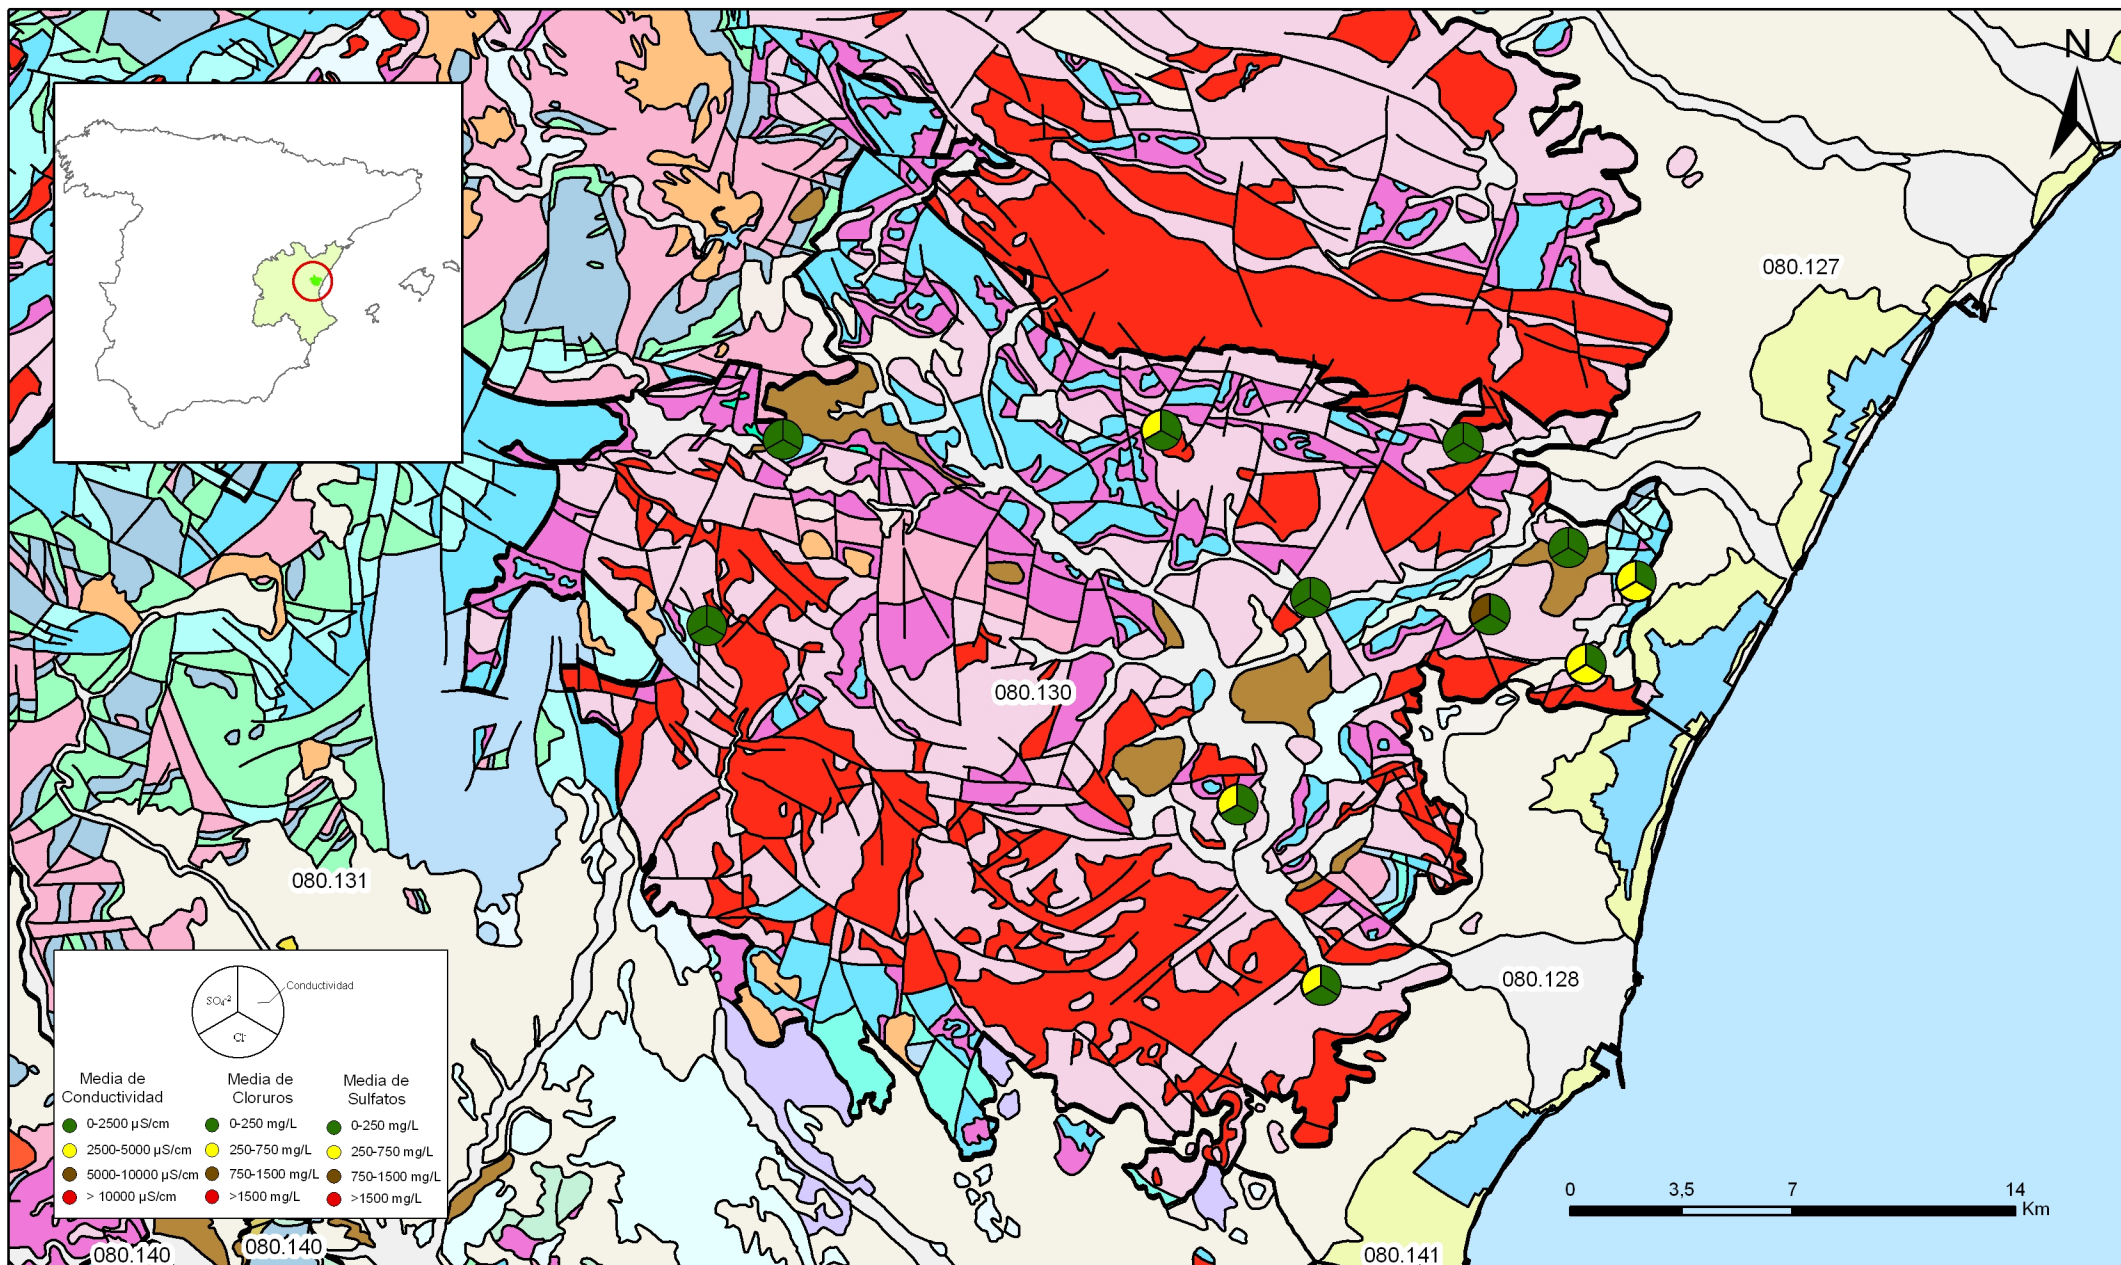 N
080.127
080.130
080.131
080.128
SO₄⁻²
Conductividad
Cl⁻
Media de
Conductividad
0-2500 µS/cm
2500-5000 µS/cm
5000-10000 µS/cm
> 10000 µS/cm
Media de
Cloruros
0-250 mg/L
250-750 mg/L
750-1500 mg/L
>1500 mg/L
Media de
Sulfatos
0-250 mg/L
250-750 mg/L
750-1500 mg/L
>1500 mg/L
0 3,5 7 14
Km
080.140
080.140
080.141